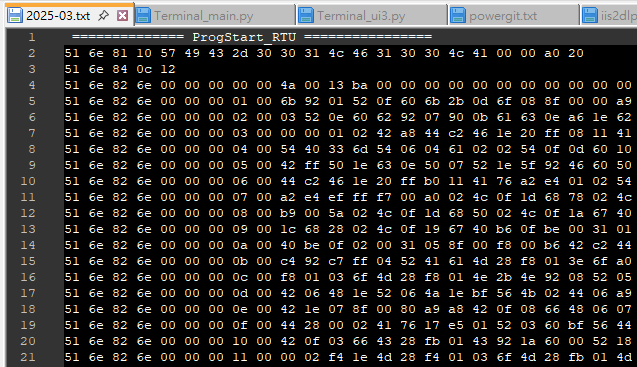 2025-03.txt Terminal_main.py Terminal_ui3.py powergit.txt iis2dlp
1 =============== ProgStart_RTU =================
2 51 6e 81 10 57 49 43 2d 30 30 31 4c 46 31 30 30 4c 41 00 00 a0 20
3 51 6e 84 0c 12
4 51 6e 82 6e 00 00 00 00 00 4a 00 13 ba 00 00 00 00 00 00 00 00 00
5 51 6e 82 6e 00 00 00 01 00 6b 92 01 52 0f 60 6b 2b 0d 6f 08 8f 00 00 a9
6 51 6e 82 6e 00 00 00 02 00 03 52 0e 60 62 92 07 90 0b 61 63 0e a6 1e 62
7 51 6e 82 6e 00 00 00 03 00 00 00 01 02 42 a8 44 c2 46 1e 20 ff 08 11 41
8 51 6e 82 6e 00 00 00 04 00 54 40 33 6d 54 06 04 61 02 02 54 0f 0d 60 10
9 51 6e 82 6e 00 00 00 05 00 42 ff 50 1e 63 0e 50 07 52 1e 5f 92 46 60 50
10 51 6e 82 6e 00 00 00 06 00 44 c2 46 1e 20 ff b0 11 41 76 a2 e4 01 02 54
11 51 6e 82 6e 00 00 00 07 00 a2 e4 ef ff f7 00 a0 02 4c 0f 1d 68 78 02 4c
12 51 6e 82 6e 00 00 00 08 00 b9 00 5a 02 4c 0f 1d 68 50 02 4c 0f 1a 67 40
13 51 6e 82 6e 00 00 00 09 00 1c 68 28 02 4c 0f 19 67 40 b6 0f be 00 31 01
14 51 6e 82 6e 00 00 00 0a 00 40 be 0f 02 00 31 05 8f 00 f8 00 b6 42 c2 44
15 51 6e 82 6e 00 00 00 0b 00 c4 92 c7 ff 04 52 41 6f 4d 28 f8 01 3e 6f a0
16 51 6e 82 6e 00 00 00 0c 00 f8 01 03 6f 4d 28 f8 01 4e 2b 4e 92 08 52 05
17 51 6e 82 6e 00 00 00 0d 00 42 06 48 1e 52 06 4a 1e bf 56 4b 02 44 06 a9
18 51 6e 82 6e 00 00 00 0e 00 42 1e 07 8f 00 80 a9 a8 42 0f 08 66 48 06 07
19 51 6e 82 6e 00 00 00 0f 00 44 28 00 02 41 76 17 e5 01 52 03 60 bf 56 44
20 51 6e 82 6e 00 00 00 10 00 42 0f 03 66 43 28 fb 01 43 92 1a 60 00 52 18
21 51 6e 82 6e 00 00 00 11 00 00 02 f4 1e 4d 28 f4 01 03 6f 4d 28 fb 01 4d